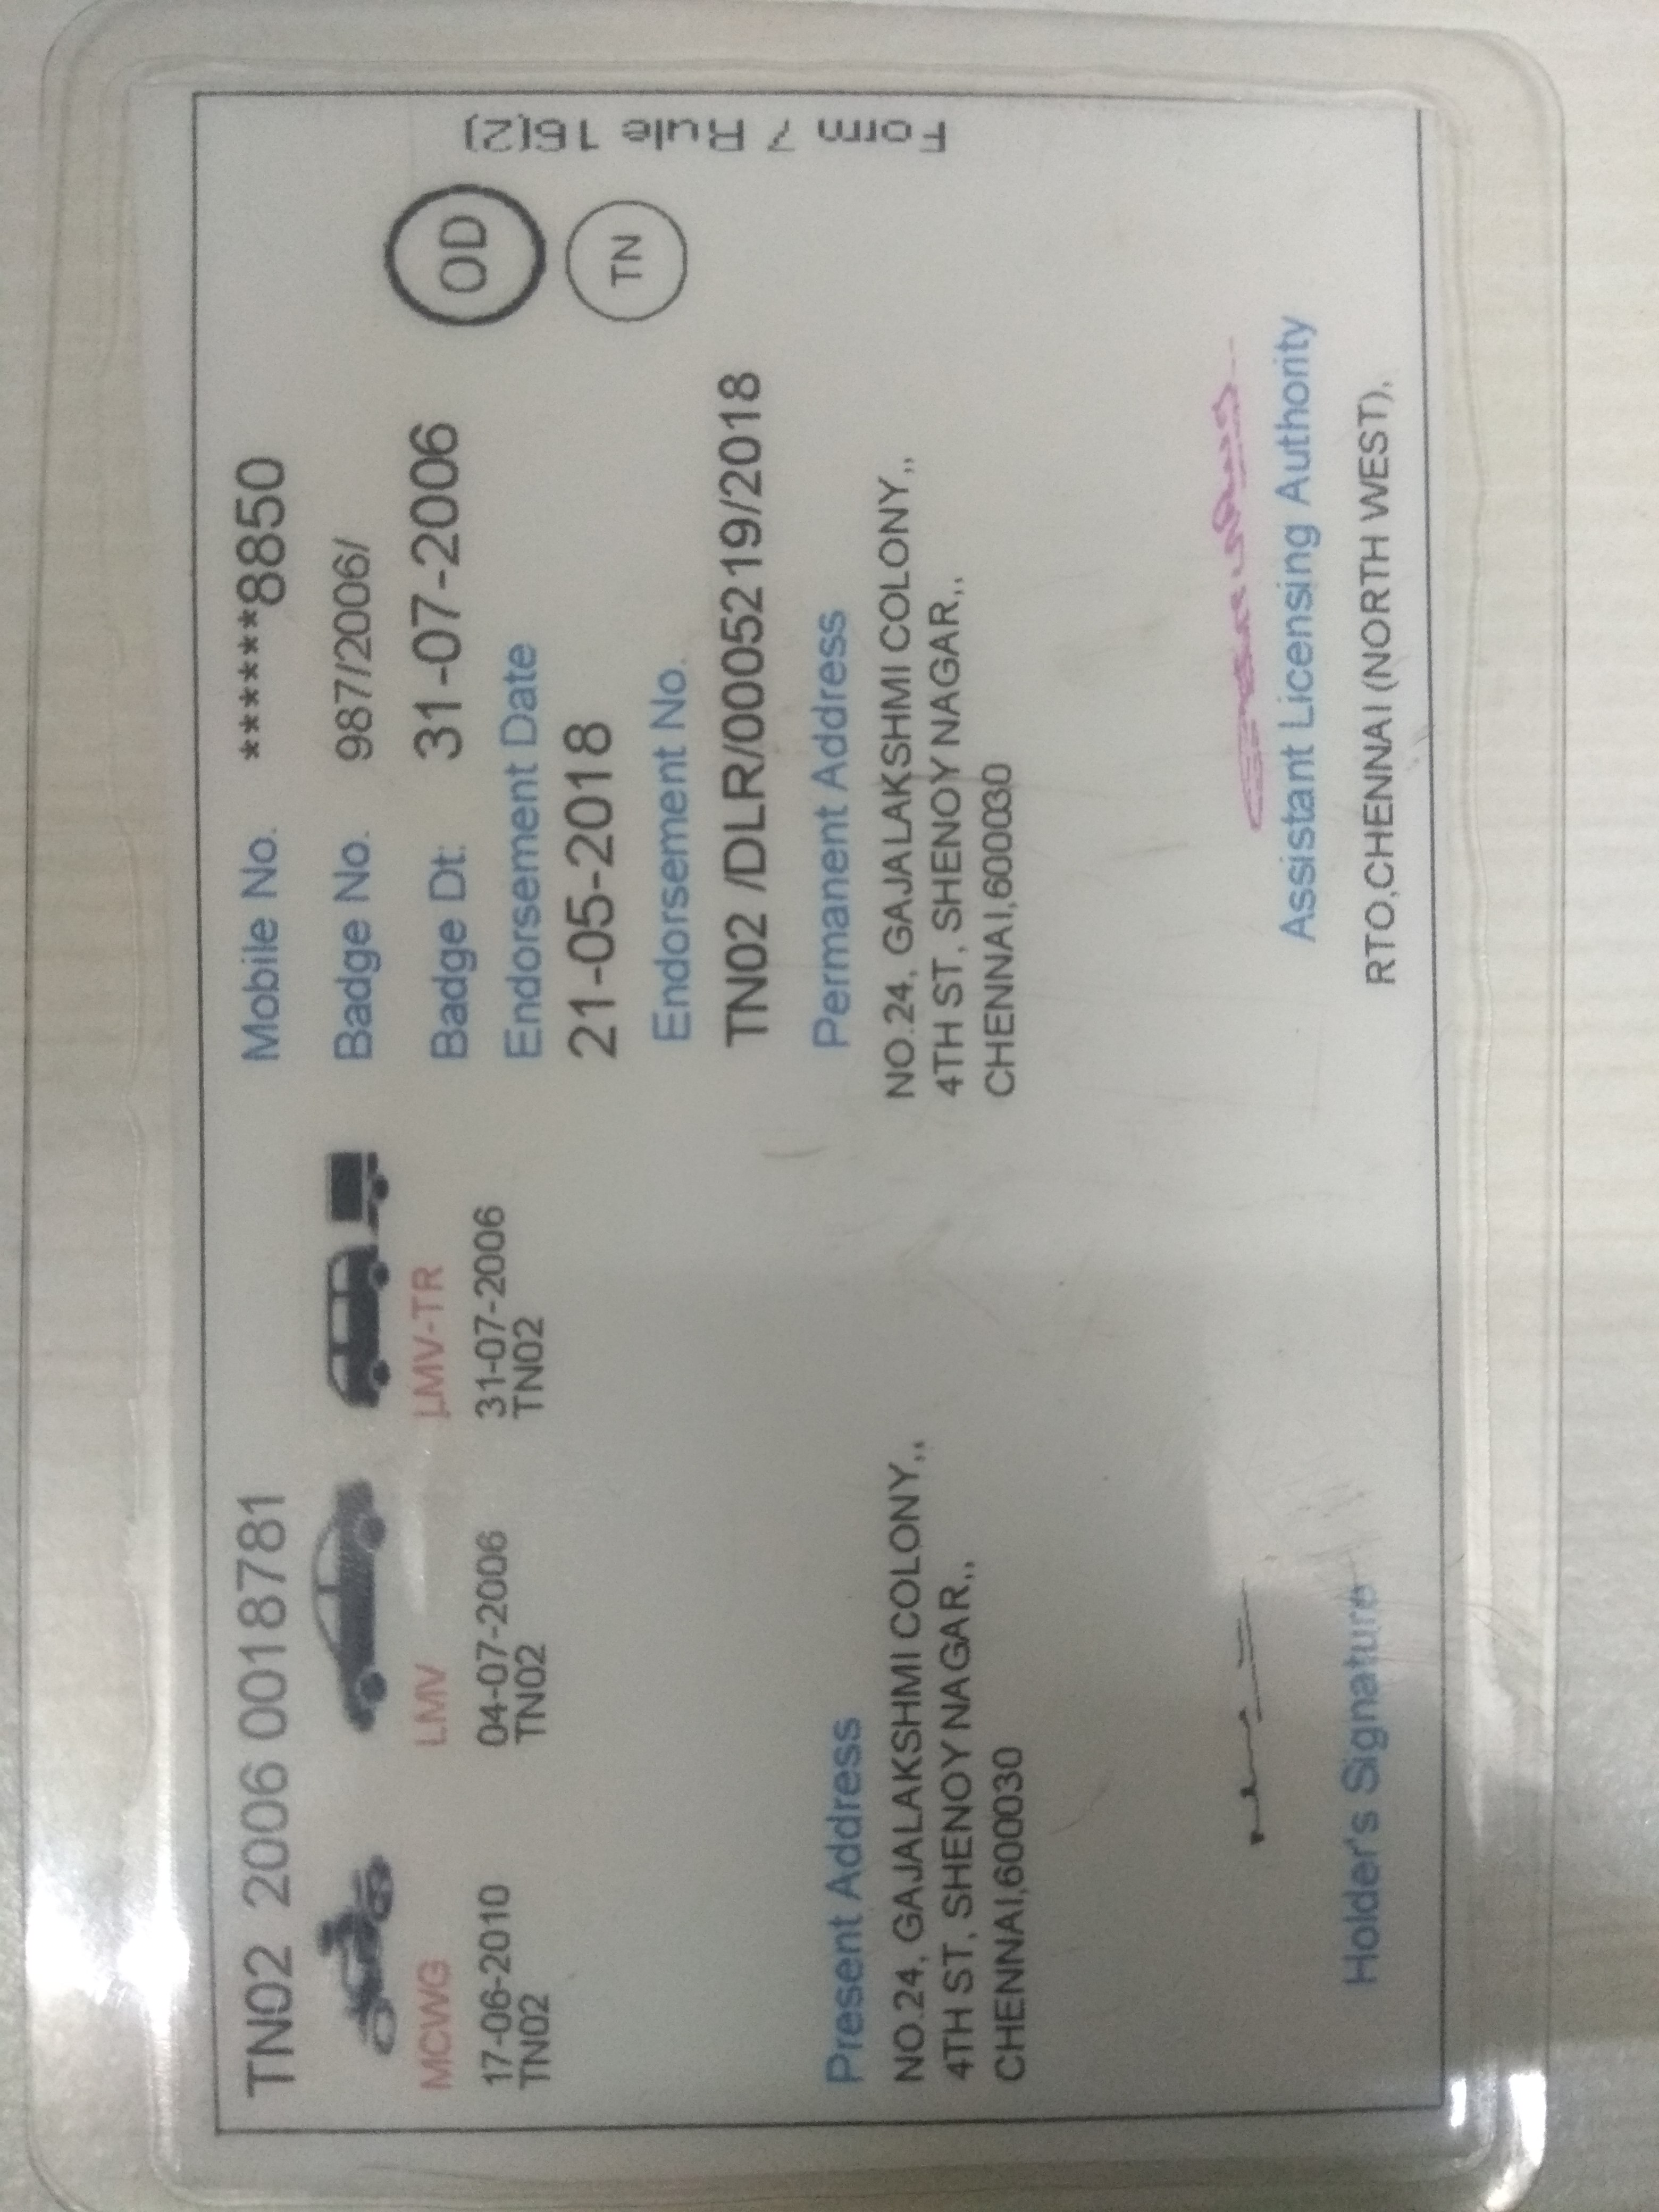 TN02 2006 0018781
MCWG
17-06-2010
TN02
LMV
04-07-2006
TN02
LMV-TR
31-07-2006
TN02
Mobile No. ******8850
Badge No. 987/2006/
Badge Dt: 31-07-2006
Endorsement Date
21-05-2018
Endorsement No.
TN02 /DLR/0005219/2018
OD
TN
Form 7 Rule 16(2)
Present Address
NO.24, GAJALAKSHMI COLONY,,
4TH ST, SHENOY NAGAR,,
CHENNAI,600030
Permanent Address
NO.24, GAJALAKSHMI COLONY,,
4TH ST, SHENOY NAGAR,,
CHENNAI,600030
Holder's Signature
Assistant Licensing Authority
RTO,CHENNAI (NORTH WEST),